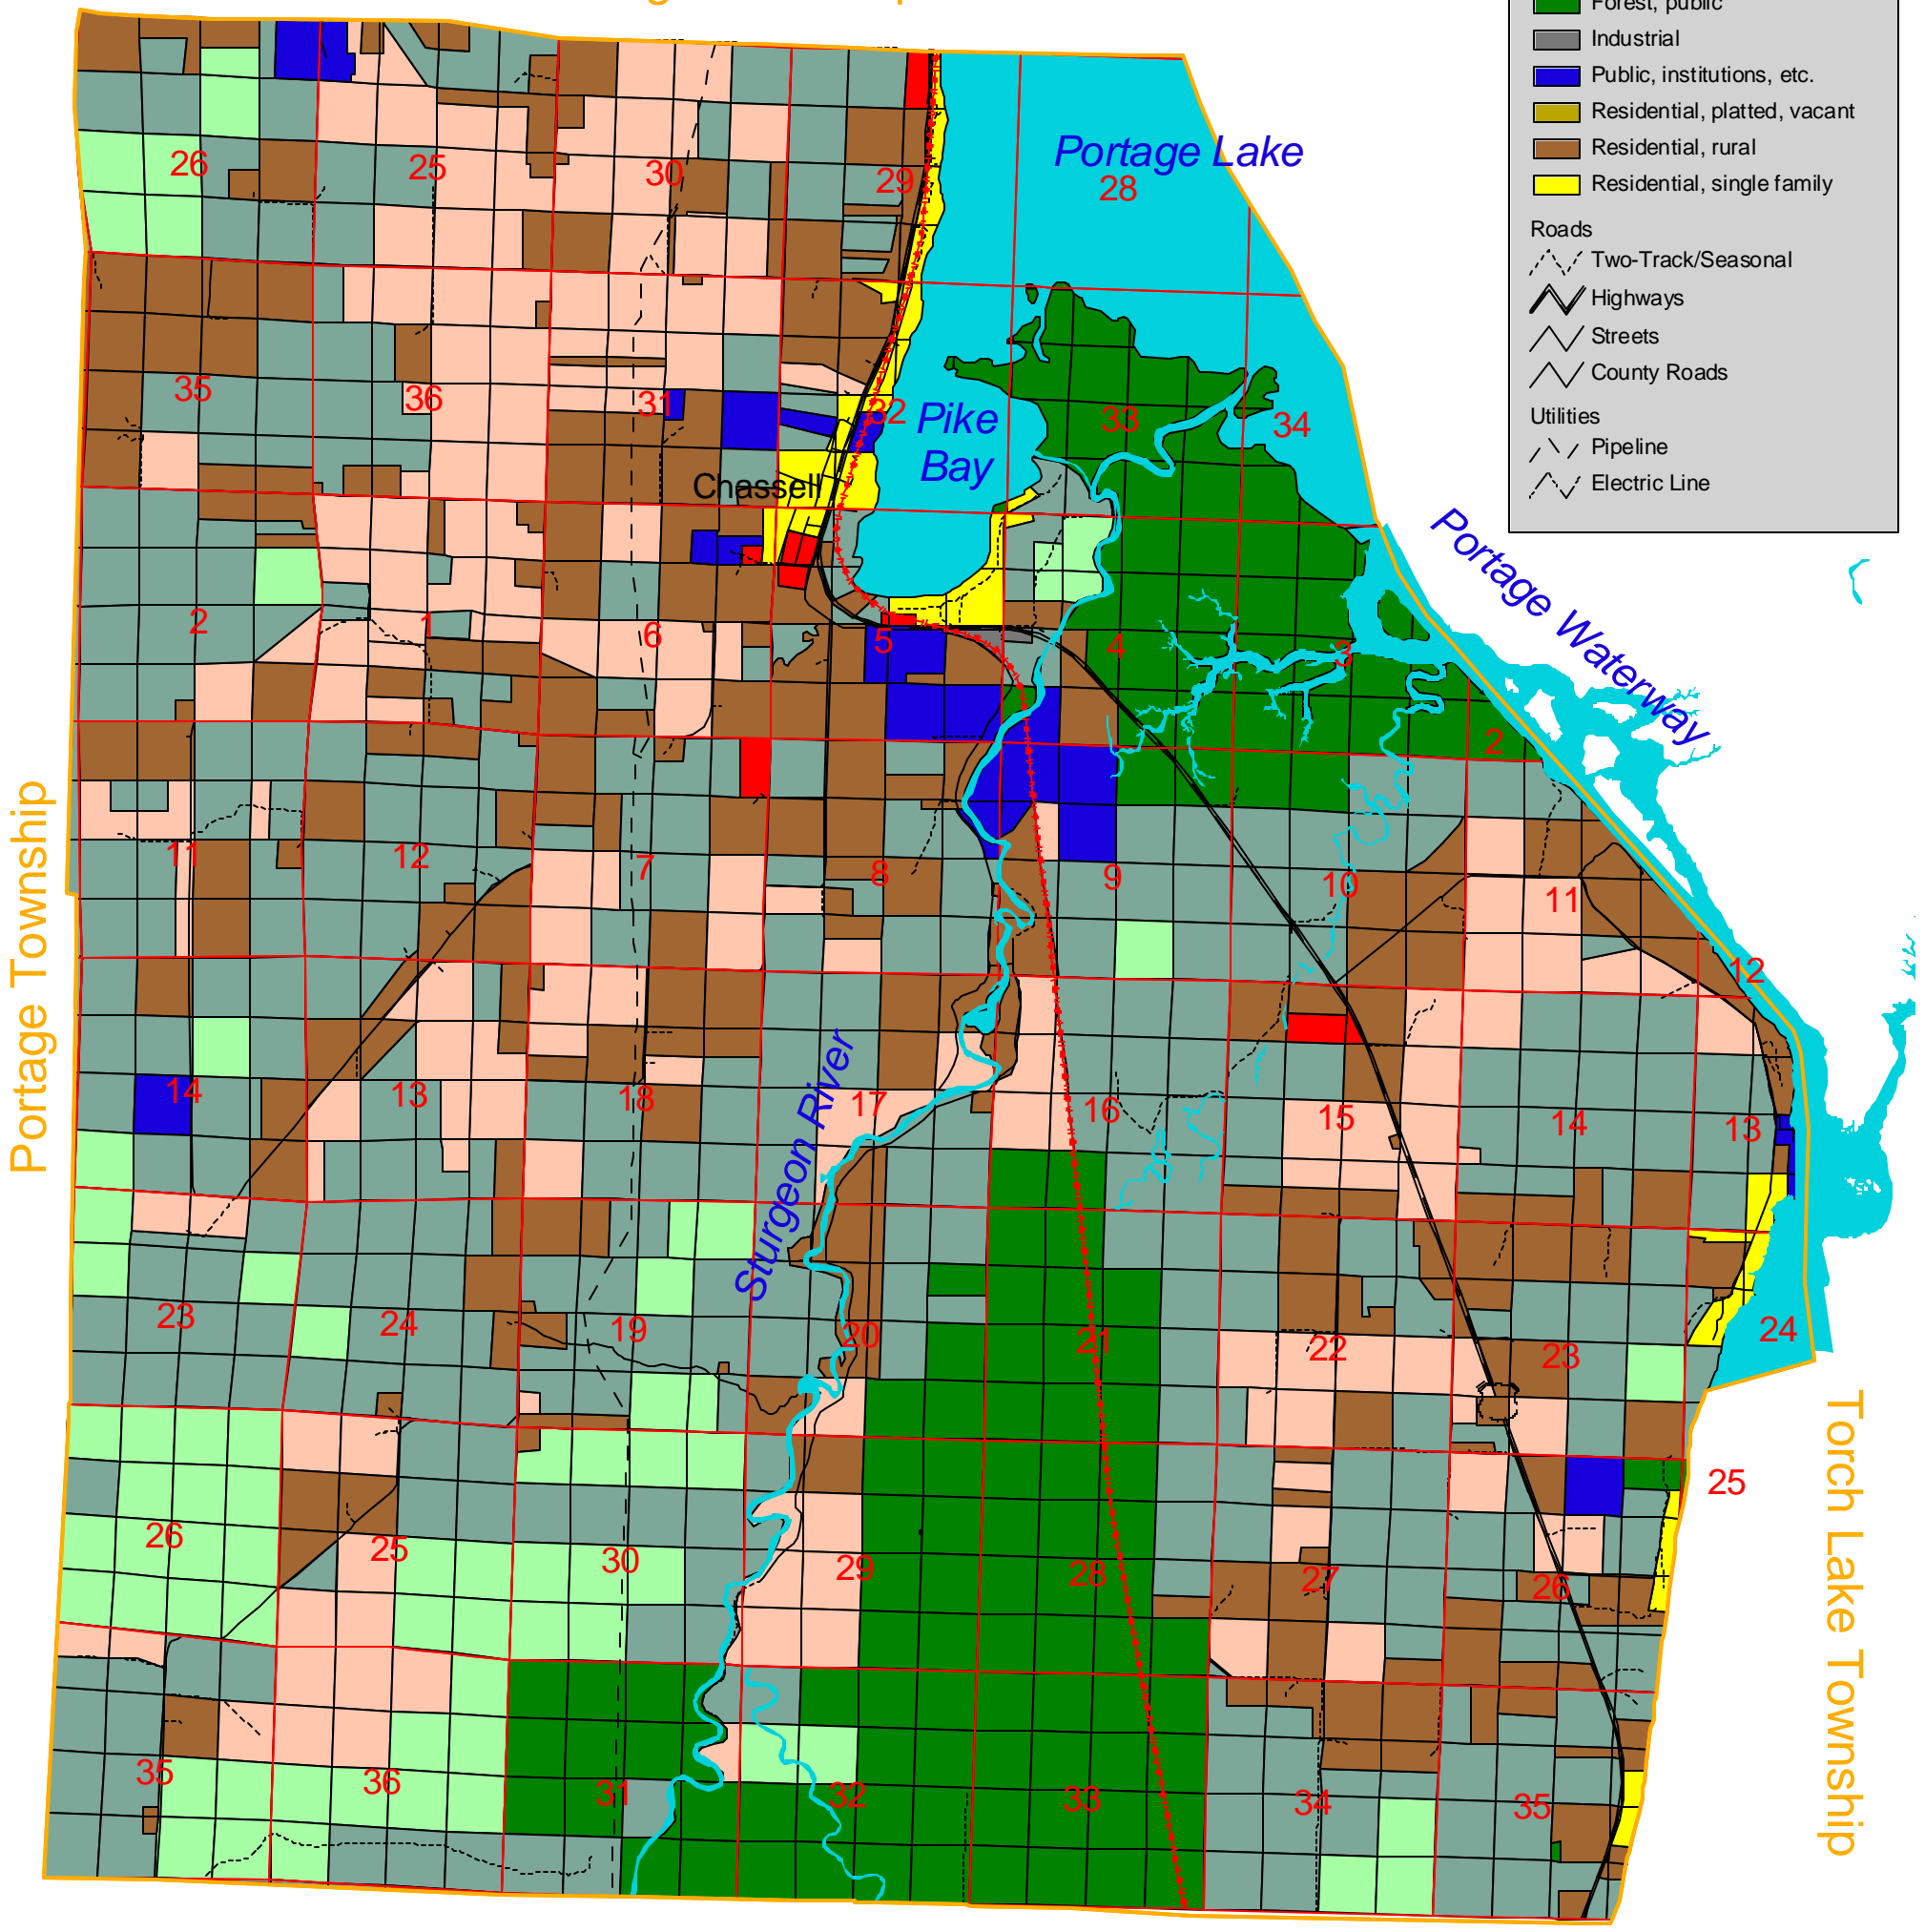 Forest, public
Industrial
Public, institutions, etc.
Residential, platted, vacant
Residential, rural
Residential, single family
Roads
Two-Track/Seasonal
Highways
Streets
County Roads
Utilities
Pipeline
Electric Line
Portage Lake
26
25
30
29
28
35
36
31
32
Pike
Bay
33
34
Chassell
Portage Waterway
2
1
6
5
4
3
2
Portage Township
11
12
7
8
9
10
11
12
14
13
18
Sturgeon River
17
16
15
14
13
23
24
19
20
21
22
23
24
Torch Lake Township
26
25
30
29
28
27
26
25
35
36
31
32
33
34
35